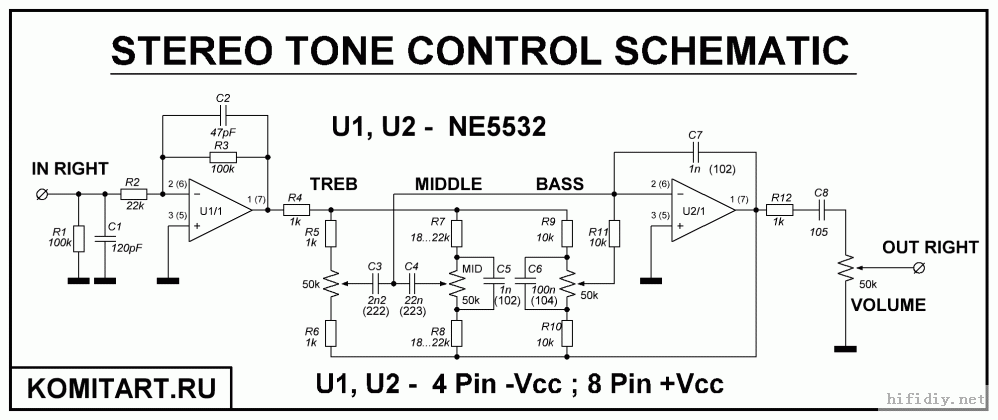 STEREO TONE CONTROL SCHEMATIC
U1, U2 - NE5532
IN RIGHT
C2
47pF
R3
100k
R2
22k
2 (6)
3 (5)
U1/1
1 (7)
R1
100k
C1
120pF
R4
1k
TREB
MIDDLE
BASS
R5
1k
50k
R6
1k
C3
2n2
(222)
C4
22n
(223)
R7
18...22k
MID
50k
R8
18...22k
C5
1n
(102)
C6
100n
(104)
R9
10k
50k
R10
10k
R11
10k
C7
1n (102)
2 (6)
3 (5)
U2/1
1 (7)
R12
1k
C8
105
50k
OUT RIGHT
VOLUME
KOMITART.RU
U1, U2 - 4 Pin -Vcc ; 8 Pin +Vcc
hifidiy.net